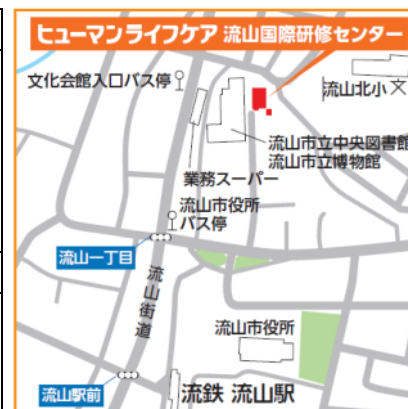 ヒューマンライフケア 流山国際研修センター
文化会館入口バス停
流山北小
流山市立中央図書館
流山市立博物館
業務スーパー
流山市役所
バス停
流山一丁目
流山街道
流山市役所
流山駅前
流鉄 流山駅